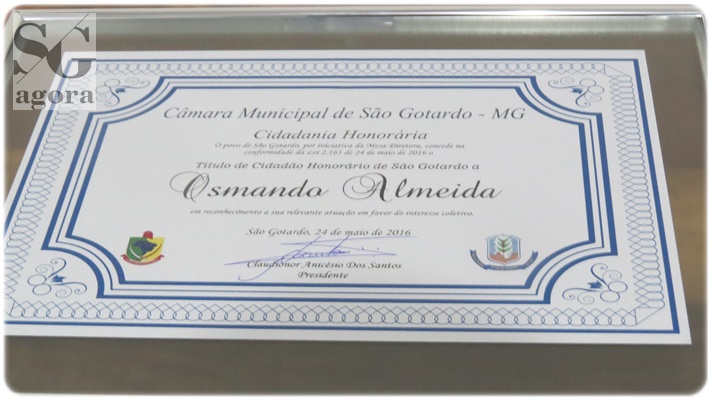 SG
agora
Câmara Municipal de São Gotardo - MG
Cidadania Honorária
O povo de São Gotardo, por iniciativa da Mesa Diretora, concede na
conformidade da Lei 2.161 de 24 de maio de 2016 o
Título de Cidadão Honorário de São Gotardo a
Osmando Almeida
em reconhecimento a sua relevante atuação em favor do interesse coletivo.
São Gotardo, 24 de maio de 2016
Claudionor Anicésio Dos Santos
Presidente